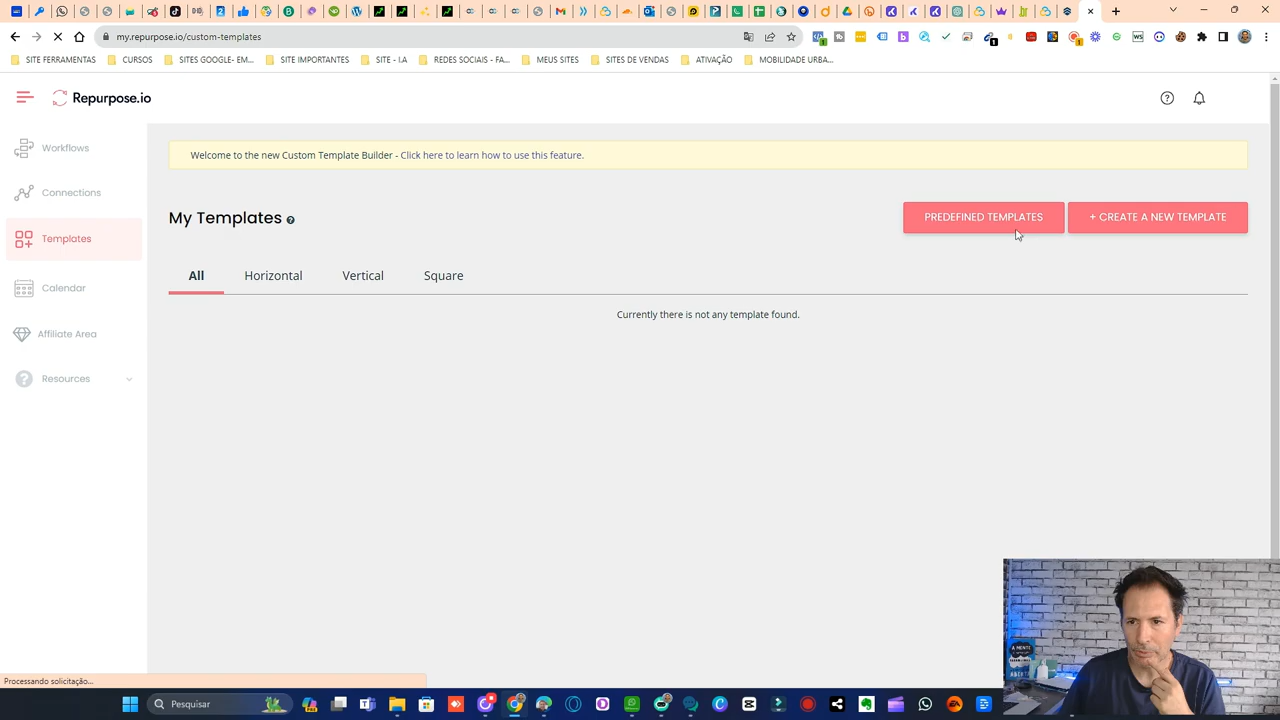 my.repurpose.io/custom-templates
SITE FERRAMENTAS CURSOS SITES GOOGLE- EM... SITE IMPORTANTES SITE - I.A REDES SOCIAIS - FA... MEUS SITES SITES DE VENDAS ATIVAÇÃO MOBILIDADE URBA...
Repurpose.io
Workflows
Connections
Templates
Calendar
Affiliate Area
Resources
Welcome to the new Custom Template Builder - Click here to learn how to use this feature.
My Templates
PREDEFINED TEMPLATES + CREATE A NEW TEMPLATE
All Horizontal Vertical Square
Currently there is not any template found.
A MENTE
Processando solicitação...
Pesquisar